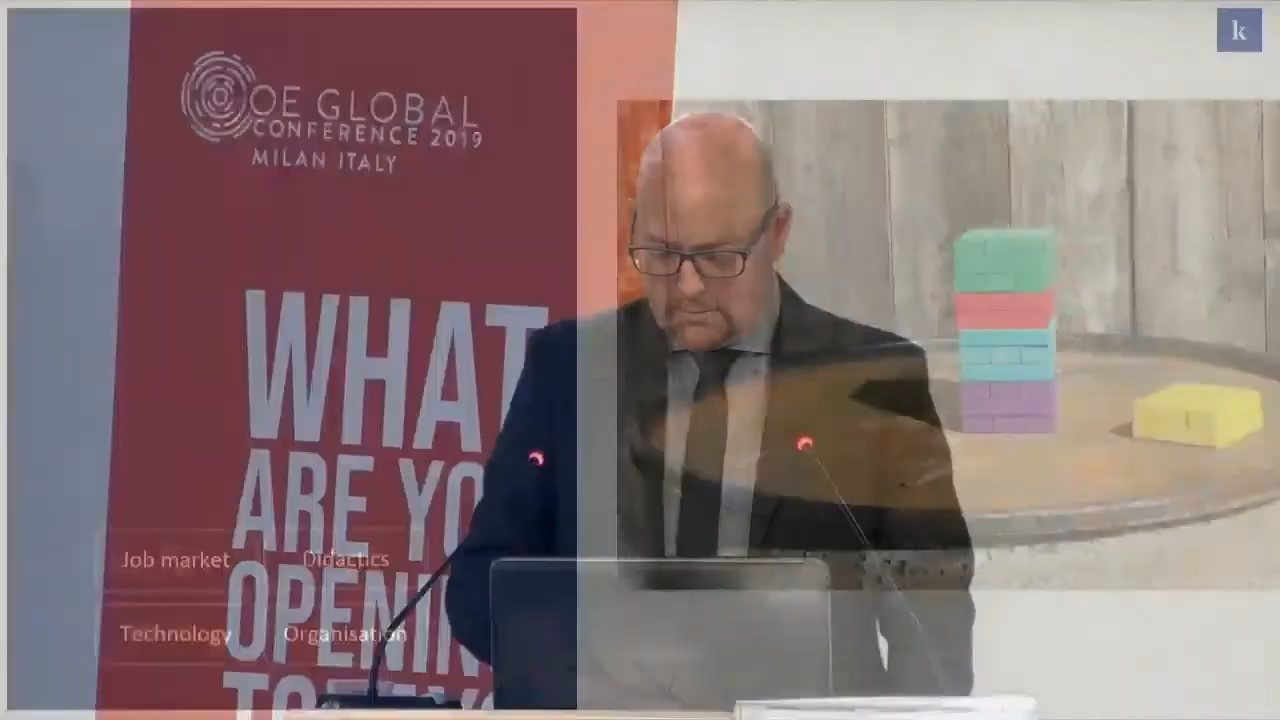 k
OE GLOBAL
CONFERENCE 2019
MILAN ITALY
WHAT
ARE YO
OPENIN
Job market
Didactics
Technology
Organisation